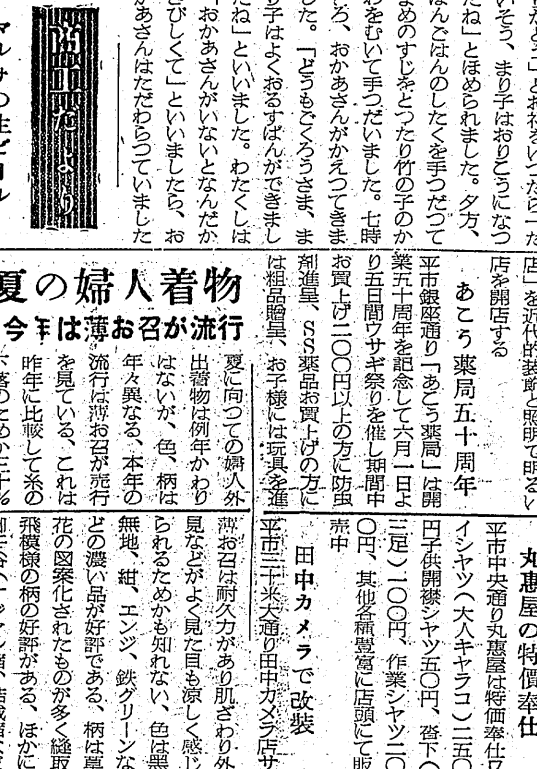 いそう、まり子はおりこうになつ
たね」とほめられました。夕方、
ばんごはんのしたくを手つだつて
まめのすじをとつたり竹の子のか
わをむいて手つだいました。七時
ごろ、おかあさんがかえつてきま
した。「どうもごくろうさま、ま
り子はよくおるすばんができまし
たね」といいました。わたくしは
「おかあさんがいないとなんだか
さびしくて」といいましたら、お
かあさんはただわらつていました
店」を近代的装飾と照明で明るい
店を開店する
あこう薬局五十周年
平市銀座通り「あこう薬局」は開
業五十周年を記念して六月一日よ
り五日間ウサギ祭りを催し期間中
お買上げ二〇〇円以上の方に防虫
剤進呈、SS薬品お買上げの方に
は粗品贈呈、お子様には玩具を進
丸惠屋の特價奉仕
平市中央通り丸惠屋は特価奉仕ワ
イシヤツ(大人キヤラコ)二五〇
円子供開襟シヤツ五〇円、沓下(
三足)一〇〇円、作業シヤツ二〇
〇円、其他各種豊富に店頭にて販
売中
田中カメラで改装
平市三十米大通り田中カメラ店サ
夏の婦人着物
今年は薄お召が流行
夏に向つての婦人外
出着物は例年かわり
はないが、色、柄は
年々異なる、本年の
流行は薄お召が流行
を見ている、これは
昨年に比較して糸の
薄お召は耐久力があり肌ざわり外
見などがよく見た目も涼しく感じ
られるためかも知れない、色は墨
無地、紺、エンジ、鉄グリーンな
どの濃い品が好評である、柄は草
花の図案化されたものが多く縫取
飛模様の柄の好評がある、ほかに